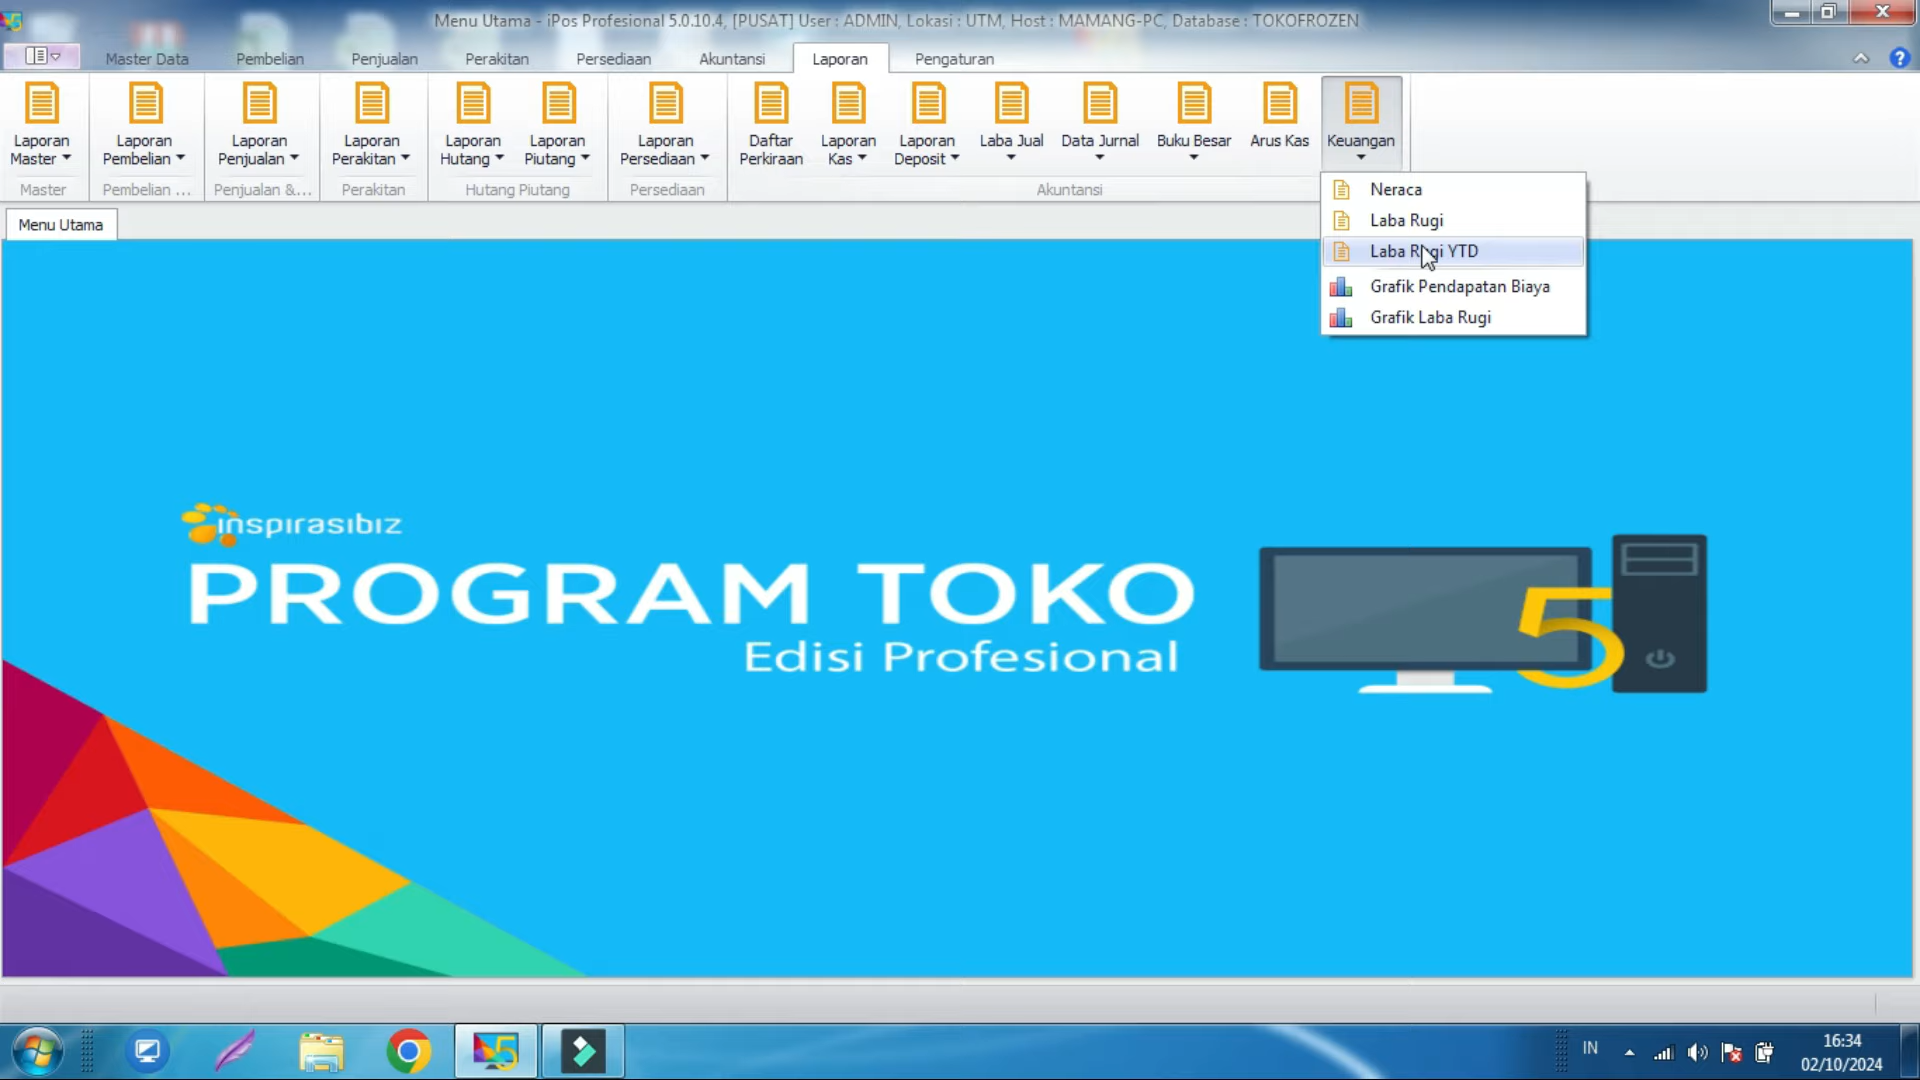 Menu Utama - iPos Profesional 5.0.10.4, [PUSAT] User : ADMIN, Lokasi : UTM, Host : MAMANG-PC, Database : TOKOFROZEN
Master Data Pembelian Penjualan Perakitan Persediaan Akuntansi Laporan Pengaturan
Laporan Master
Laporan Pembelian
Laporan Penjualan
Laporan Perakitan
Laporan Hutang
Laporan Piutang
Laporan Persediaan
Daftar Perkiraan
Laporan Kas
Laporan Deposit
Laba Jual
Data Jurnal
Buku Besar
Arus Kas
Keuangan
Master Pembelian ... Penjualan &... Perakitan Hutang Piutang Persediaan Akuntansi
Neraca
Laba Rugi
Laba Rugi YTD
Grafik Pendapatan Biaya
Grafik Laba Rugi
Menu Utama
inspirasibiz
PROGRAM TOKO
Edisi Profesional
5
IN
16:34
02/10/2024